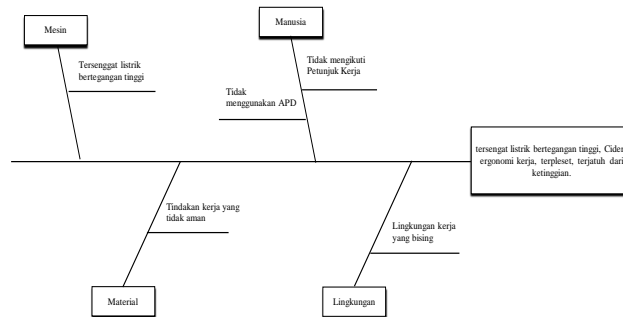 Mesin
Manusia
Tersenggat listrik
bertegangan tinggi
Tidak mengikuti
Petunjuk Kerja
Tidak
menggunakan APD
tersengat listrik bertegangan tinggi, Cidera
ergonomi kerja, terpleset, terjatuh dari
ketinggian.
Tindakan kerja yang
tidak aman
Lingkungan kerja
yang bising
Material
Lingkungan